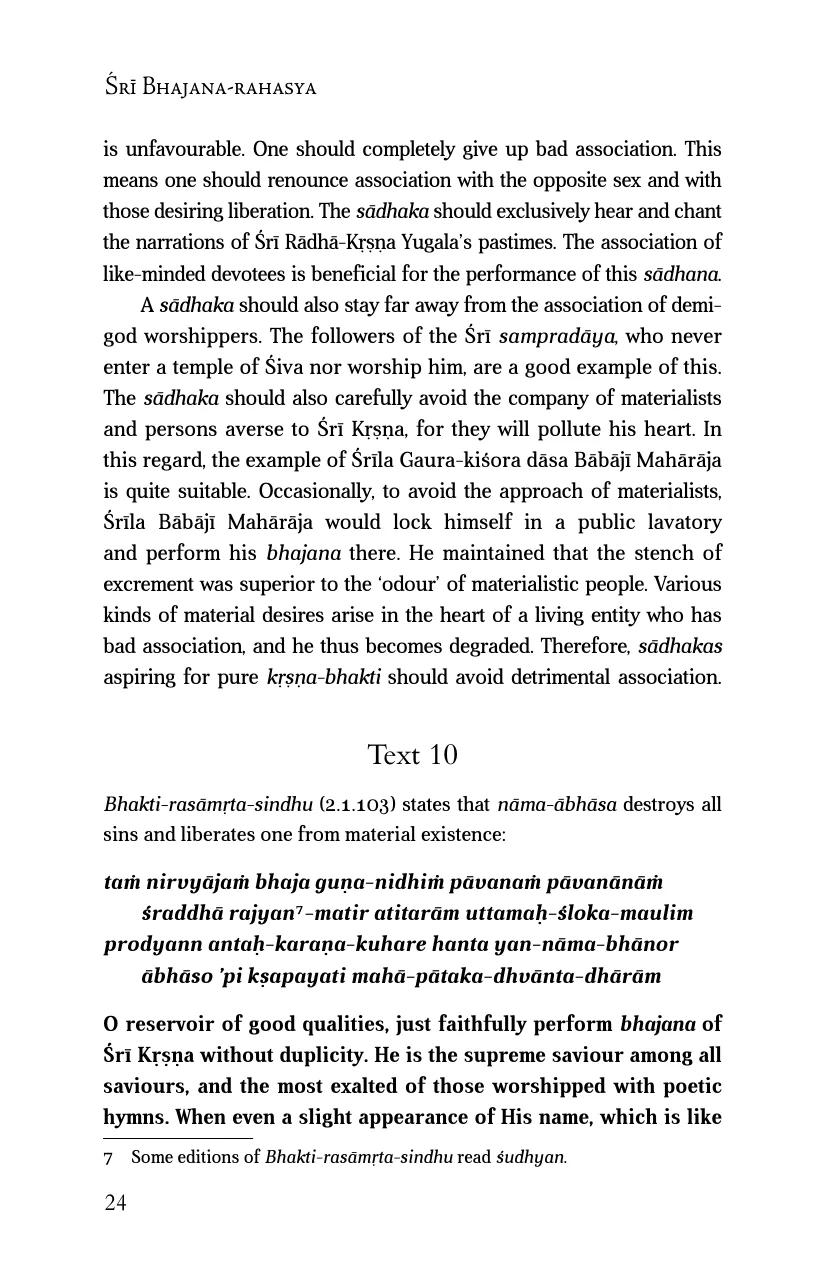 Śrī Bhajana-rahasya
is unfavourable. One should completely give up bad association. This
means one should renounce association with the opposite sex and with
those desiring liberation. The sādhaka should exclusively hear and chant
the narrations of Śrī Rādhā-Kṛṣṇa Yugala’s pastimes. The association of
like-minded devotees is beneficial for the performance of this sādhana.
A sādhaka should also stay far away from the association of demi-
god worshippers. The followers of the Śrī sampradāya, who never
enter a temple of Śiva nor worship him, are a good example of this.
The sādhaka should also carefully avoid the company of materialists
and persons averse to Śrī Kṛṣṇa, for they will pollute his heart. In
this regard, the example of Śrīla Gaura-kiśora dāsa Bābājī Mahārāja
is quite suitable. Occasionally, to avoid the approach of materialists,
Śrīla Bābājī Mahārāja would lock himself in a public lavatory
and perform his bhajana there. He maintained that the stench of
excrement was superior to the ‘odour’ of materialistic people. Various
kinds of material desires arise in the heart of a living entity who has
bad association, and he thus becomes degraded. Therefore, sādhakas
aspiring for pure kṛṣṇa-bhakti should avoid detrimental association.
Text 10
Bhakti-rasāmṛta-sindhu (2.1.103) states that nāma-ābhāsa destroys all
sins and liberates one from material existence:
taṁ nirvyājaṁ bhaja guṇa-nidhiṁ pāvanaṁ pāvanānāṁ
śraddhā rajyan⁷-matir atitarām uttamaḥ-śloka-maulim
prodyann antaḥ-karaṇa-kuhare hanta yan-nāma-bhānor
ābhāso ’pi kṣapayati mahā-pātaka-dhvānta-dhārām
O reservoir of good qualities, just faithfully perform bhajana of
Śrī Kṛṣṇa without duplicity. He is the supreme saviour among all
saviours, and the most exalted of those worshipped with poetic
hymns. When even a slight appearance of His name, which is like
7 Some editions of Bhakti-rasāmṛta-sindhu read śudhyan.
24